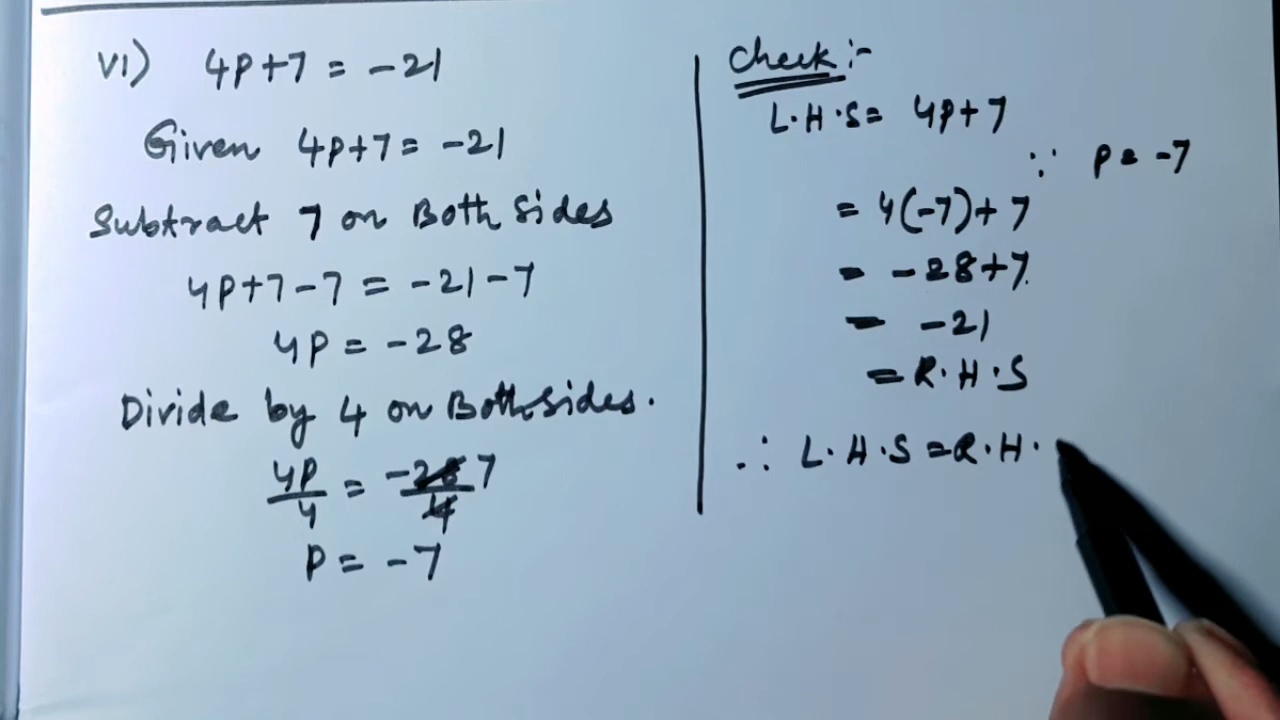 VI) 4P+7 = -21
Given 4P+7 = -21
Subtract 7 on Both Sides
4P+7-7 = -21-7
4P = -28
Divide by 4 on Both Sides.
4P/4 = -28/4 7
P = -7
Check :-
L.H.S = 4P+7
∵ P = -7
= 4(-7)+7
= -28+7
= -21
= R.H.S
∴ L.H.S = R.H.